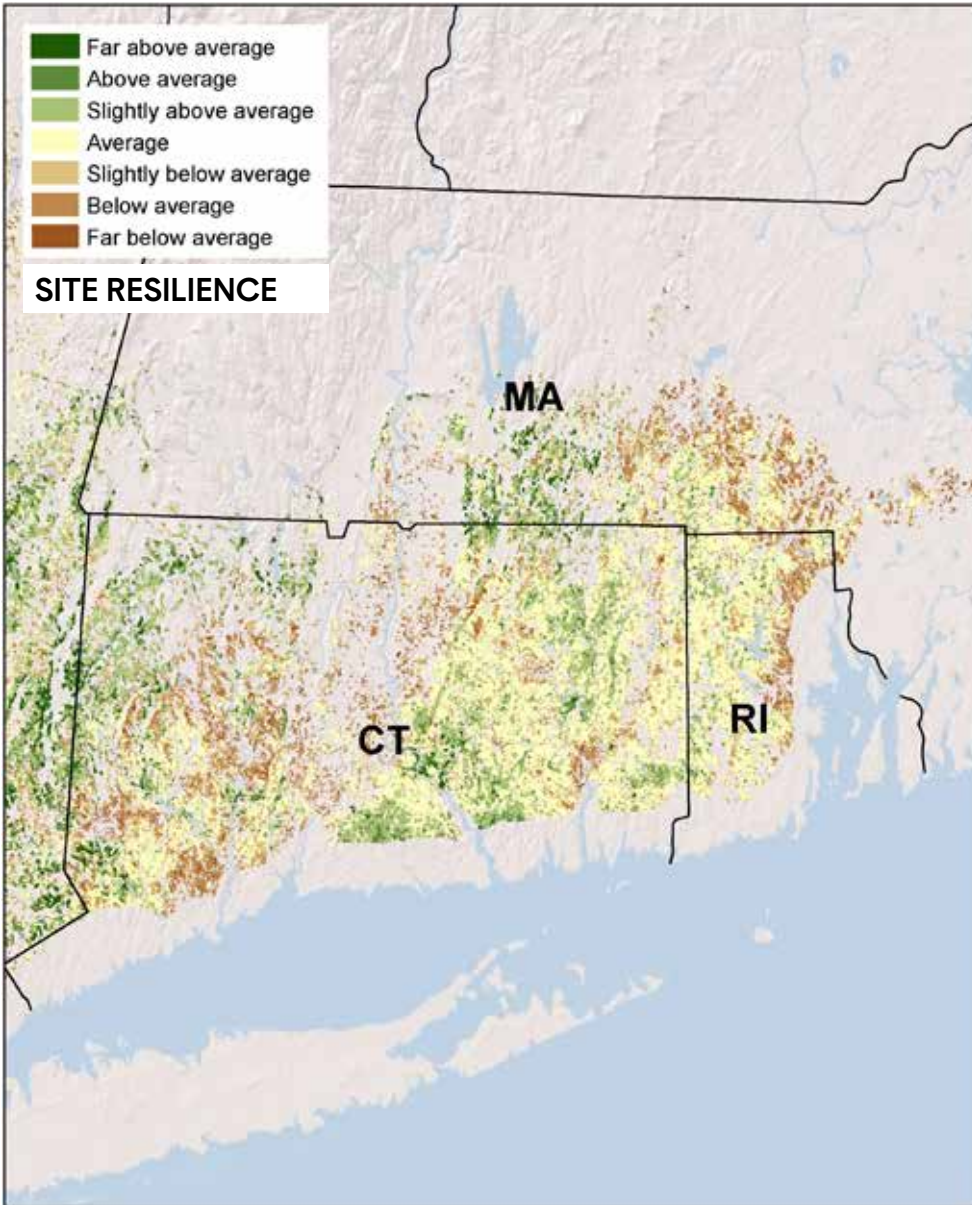 Far above average
Above average
Slightly above average
Average
Slightly below average
Below average
Far below average
SITE RESILIENCE
MA
CT
RI